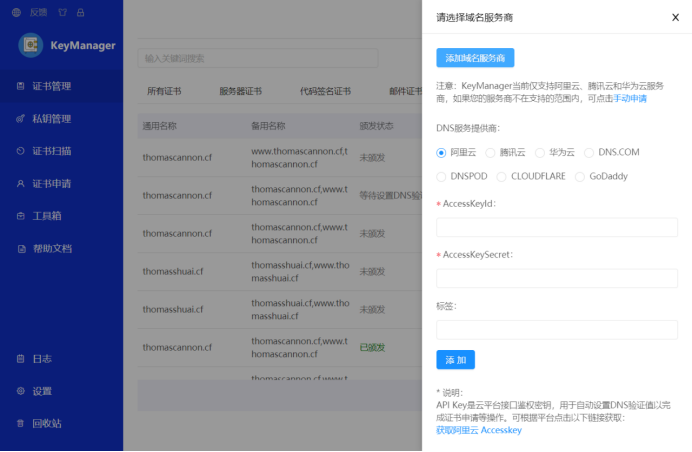 反馈
KeyManager
证书管理
私钥管理
证书扫描
证书申请
工具箱
帮助文档
日志
设置
回收站
输入关键词搜索
所有证书 服务器证书 代码签名证书 邮件证书
通用名称 备用名称 颁发状态
thomascannon.cf www.thomascannon.cf,t 未颁发
homascannon.cf
thomascannon.cf thomascannon.cf,www.t 等待设置DNS验证
homascannon.cf
thomascannon.cf thomascannon.cf,www.t 未颁发
homascannon.cf
thomasshuai.cf thomasshuai.cf,www.tho 未颁发
masshuai.cf
thomasshuai.cf thomasshuai.cf,www.tho 未颁发
masshuai.cf
thomascannon.cf thomascannon.cf,www.t 已颁发
homascannon.cf
thomascannon.cf,www.t
请选择域名服务商 X
添加域名服务商
注意：KeyManager当前仅支持阿里云、腾讯云和华为云服务
商，如果您的服务商不在支持的范围内，可点击手动申请
DNS服务提供商：
阿里云 腾讯云 华为云 DNS.COM
DNSPOD CLOUDFLARE GoDaddy
* AccessKeyId：
* AccessKeySecret：
标签：
添 加
* 说明：
API Key是云平台接口鉴权密钥，用于自动设置DNS验证值以完
成证书申请等操作。可根据平台点击以下链接获取：
获取阿里云 Accesskey